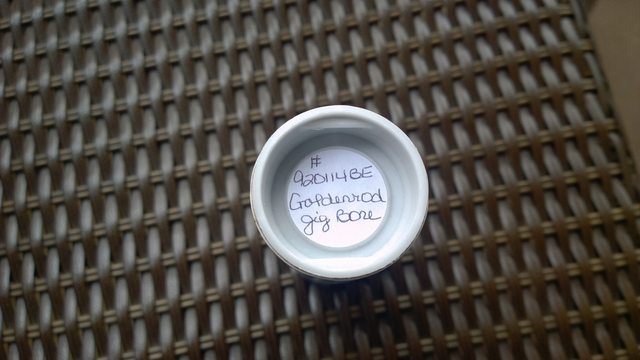 #
920114BE
Goldenrod
Jig Bone